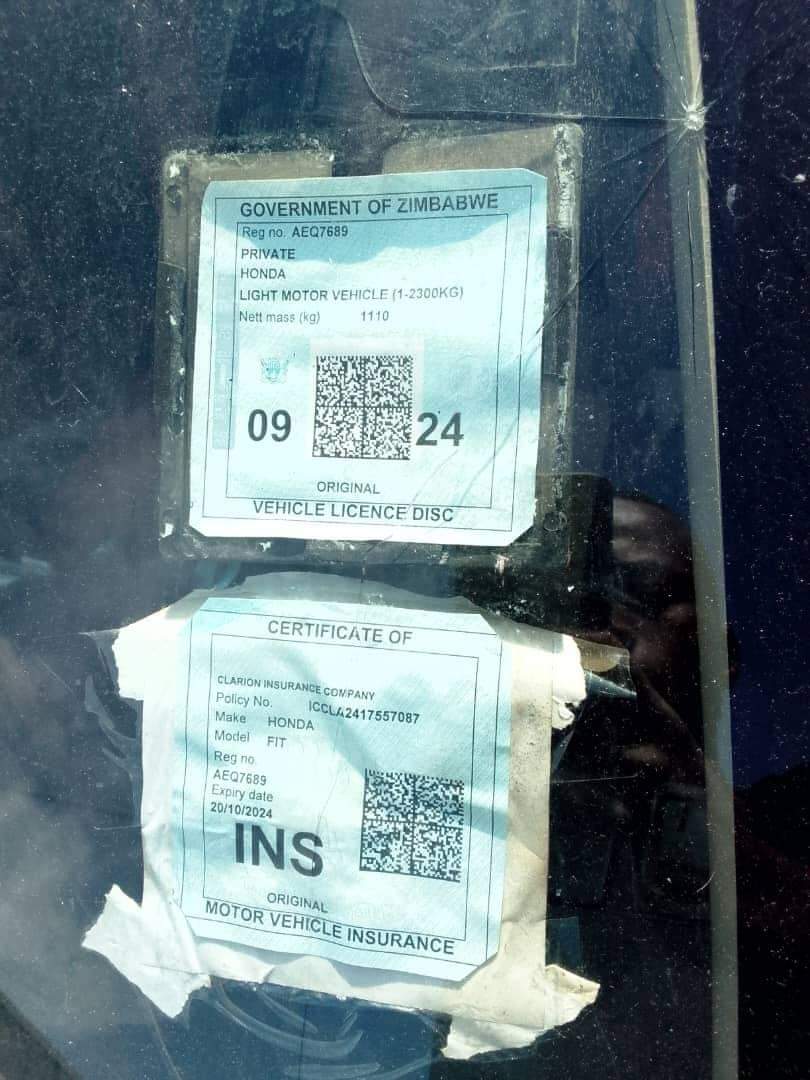 GOVERNMENT OF ZIMBABWE
Reg no. AEQ7689
PRIVATE
HONDA
LIGHT MOTOR VEHICLE (1-2300KG)
Nett mass (kg) 1110
09 24
ORIGINAL
VEHICLE LICENCE DISC
CERTIFICATE OF
CLARION INSURANCE COMPANY
Policy No. ICCLA2417557087
Make HONDA
Model FIT
Reg no.
AEQ7689
Expiry date
20/10/2024
INS
ORIGINAL
MOTOR VEHICLE INSURANCE